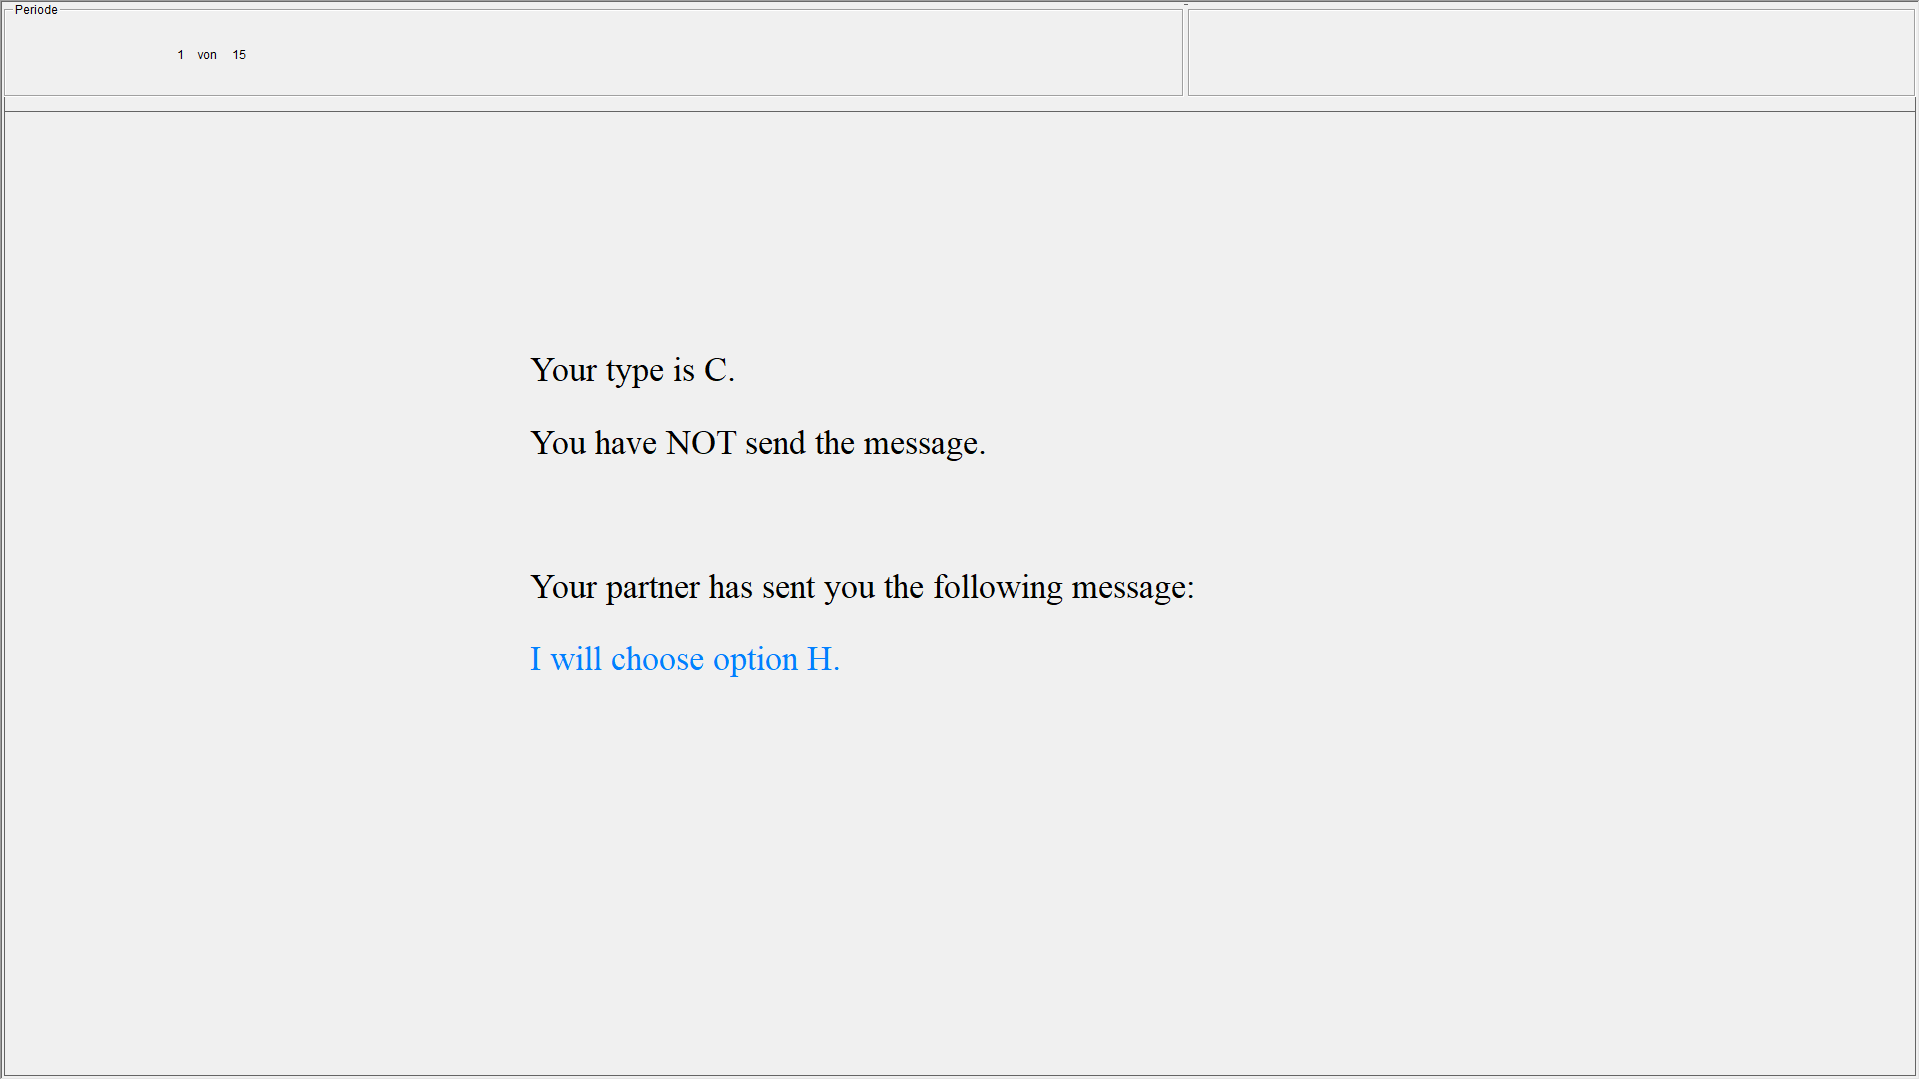 Periode
1 von 15
Your type is C.
You have NOT send the message.
Your partner has sent you the following message:
I will choose option H.